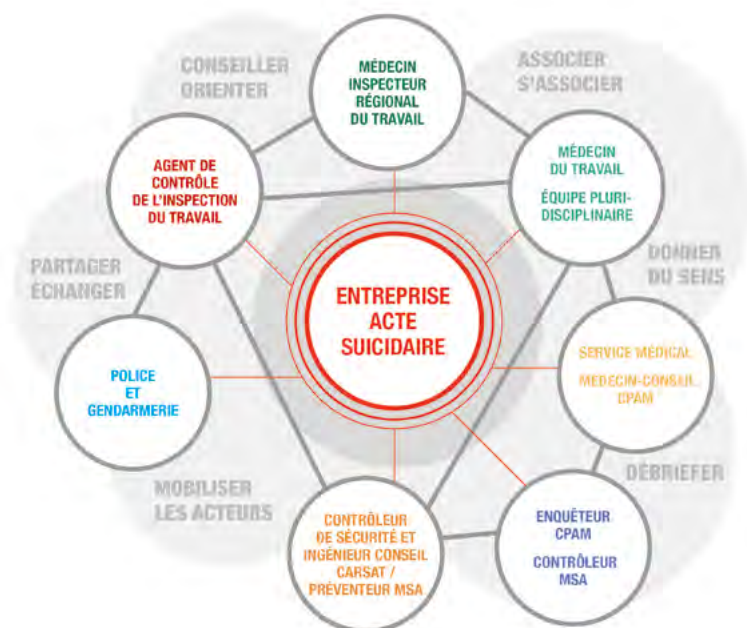 CONSEILLER
ORIENTER
MÉDECIN
INSPECTEUR
RÉGIONAL
DU TRAVAIL
ASSOCIER
S'ASSOCIER
AGENT DE
CONTRÔLE
DE L'INSPECTION
DU TRAVAIL
MÉDECIN
DU TRAVAIL
ÉQUIPE PLURI-
DISCIPLINAIRE
PARTAGER
ÉCHANGER
ENTREPRISE
ACTE
SUICIDAIRE
DONNER
DU SENS
POLICE
ET
GENDARMERIE
SERVICE MÉDICAL
MEDECIN-CONSEIL
CPAM
MOBILISER
LES ACTEURS
DÉBRIEFER
CONTRÔLEUR
DE SÉCURITÉ ET
INGÉNIEUR CONSEIL
CARSAT /
PRÉVENTEUR MSA
ENQUÊTEUR
CPAM
CONTRÔLEUR
MSA